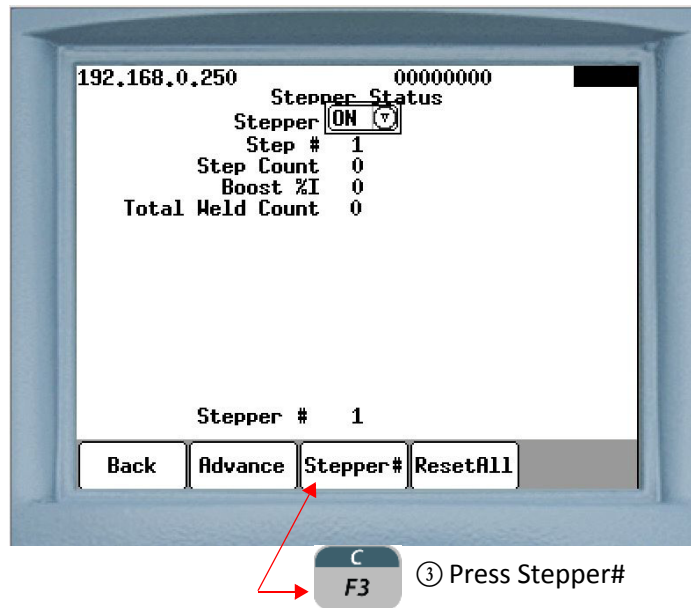 192.168.0.250 00000000
Stepper Status
Stepper ON
Step # 1
Step Count 0
Boost %I 0
Total Weld Count 0
Stepper # 1
Back Advance Stepper# ResetAll
C
F3 ③ Press Stepper#